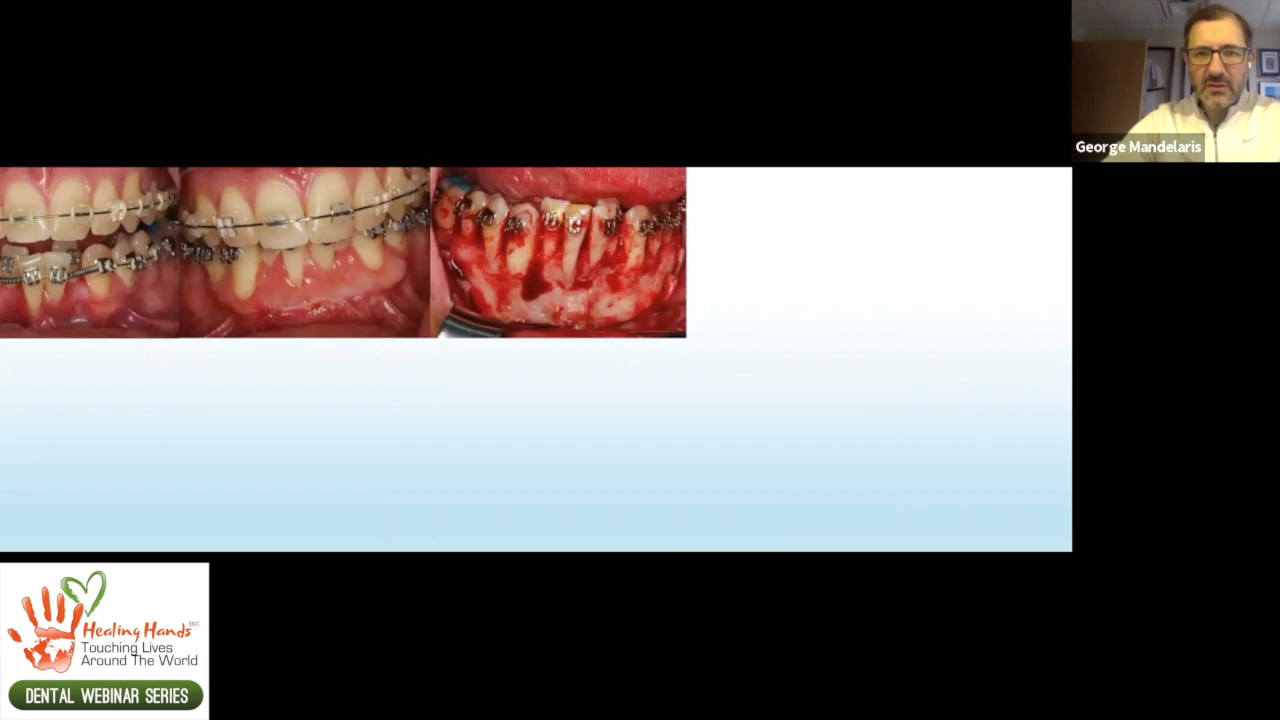 George Mandelaris
Healing Hands INC
Touching Lives
Around The World
DENTAL WEBINAR SERIES